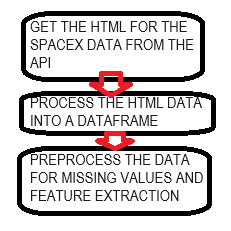 GET THE HTML FOR THE
SPACEX DATA FROM THE
API
PROCESS THE HTML DATA
INTO A DATAFRAME
PREPROCESS THE DATA
FOR MISSING VALUES AND
FEATURE EXTRACTION